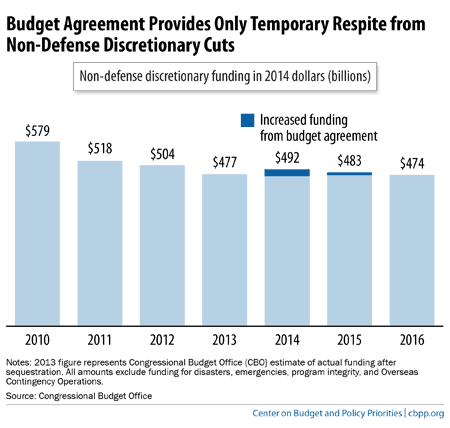 Budget Agreement Provides Only Temporary Respite from
Non-Defense Discretionary Cuts
Non-defense discretionary funding in 2014 dollars (billions)
Increased funding
from budget agreement
$579
$518
$504
$477
$492
$483
$474
2010
2011
2012
2013
2014
2015
2016
Notes: 2013 figure represents Congressional Budget Office (CBO) estimate of actual funding after
sequestration. All amounts exclude funding for disasters, emergencies, program integrity, and Overseas
Contingency Operations.
Source: Congressional Budget Office
Center on Budget and Policy Priorities | cbpp.org